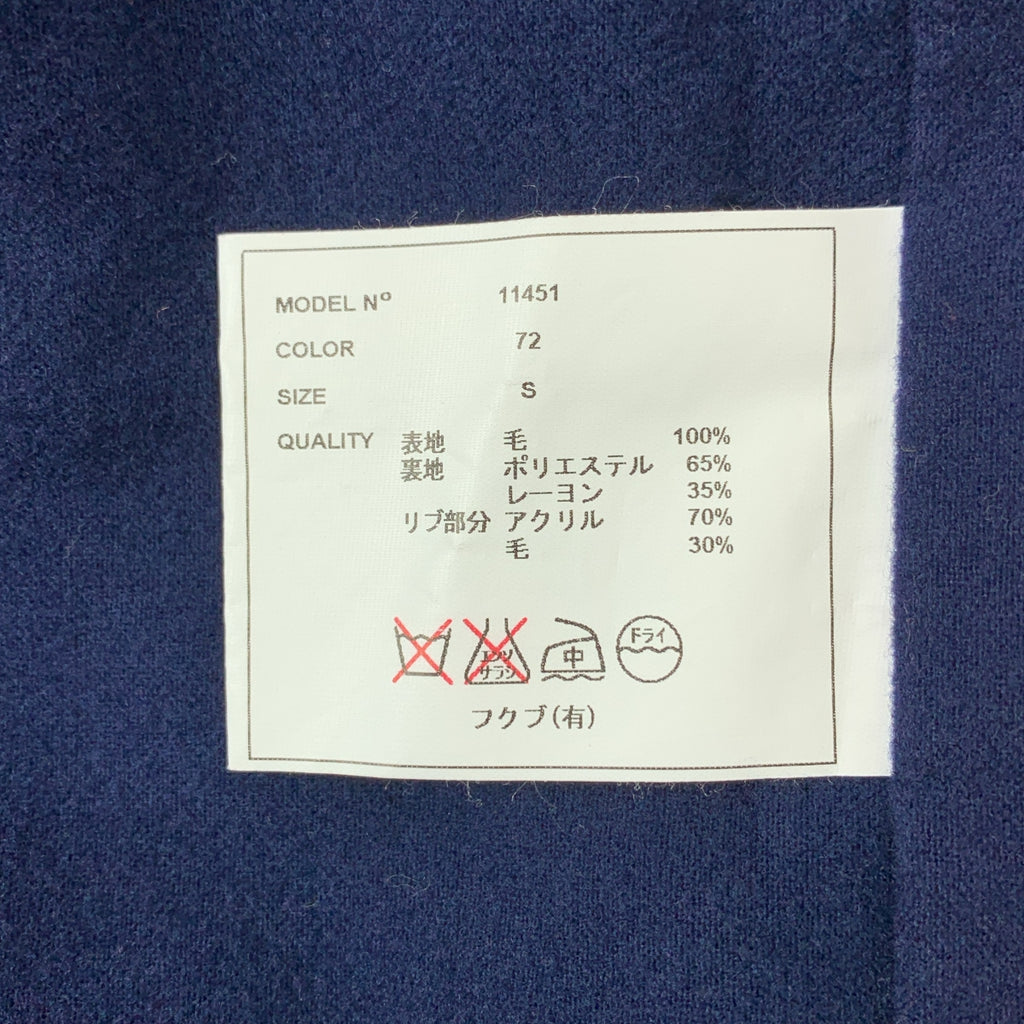 MODEL Nº 11451
COLOR 72
SIZE S
QUALITY 表地 毛 100%
裏地 ポリエステル 65%
レーヨン 35%
リブ部分 アクリル 70%
毛 30%
エンソ
サラシ
中
ドライ
フクブ(有)